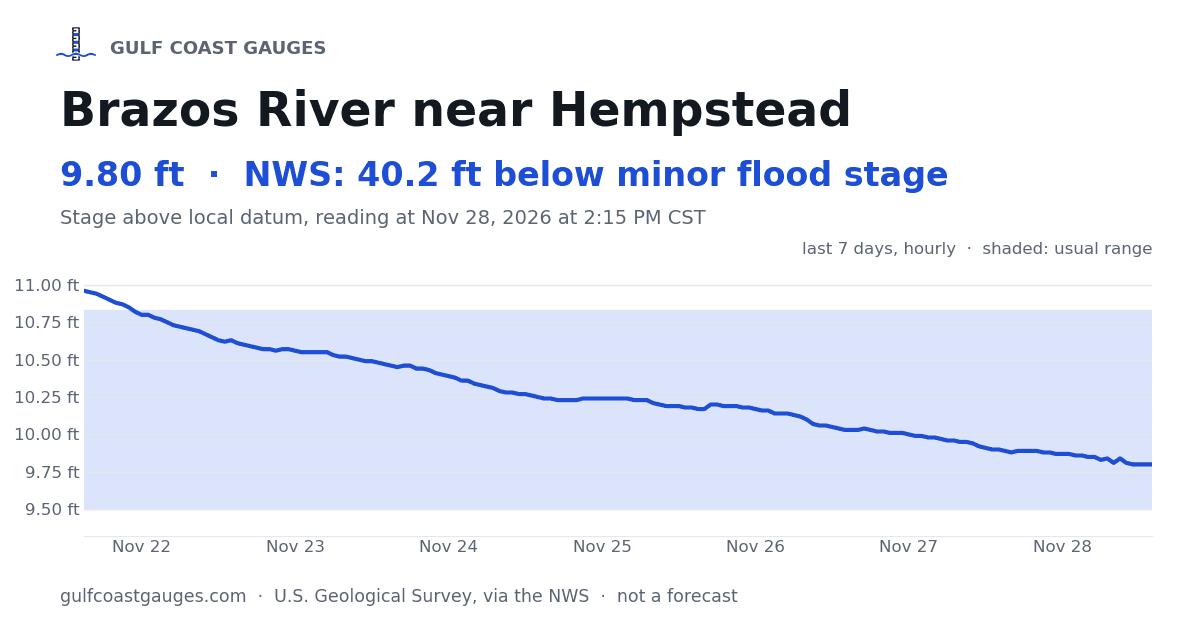 GULF COAST GAUGES
Brazos River near Hempstead
9.80 ft · NWS: 40.2 ft below minor flood stage
Stage above local datum, reading at Nov 28, 2026 at 2:15 PM CST
last 7 days, hourly · shaded: usual range
11.00 ft
10.75 ft
10.50 ft
10.25 ft
10.00 ft
9.75 ft
9.50 ft
Nov 22 Nov 23 Nov 24 Nov 25 Nov 26 Nov 27 Nov 28
gulfcoastgauges.com · U.S. Geological Survey, via the NWS · not a forecast